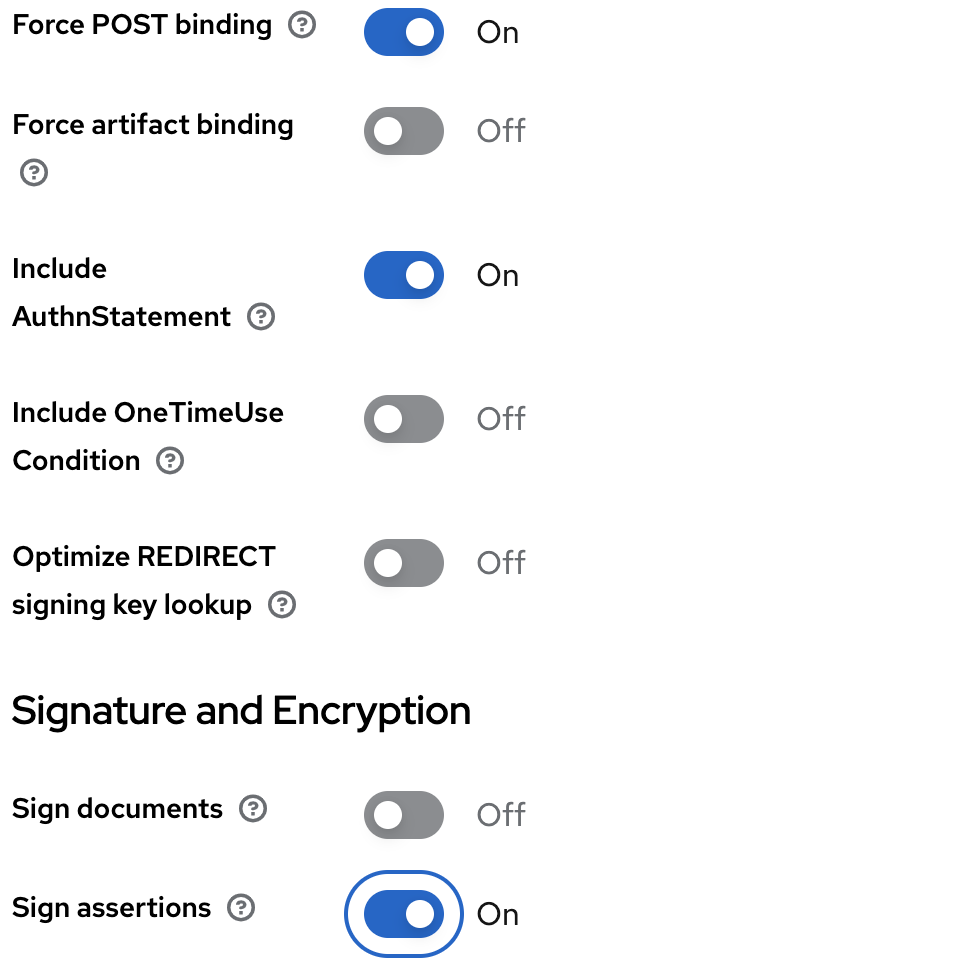 Force POST binding
On
Force artifact binding
Off
Include
AuthnStatement
On
Include OneTimeUse
Condition
Off
Optimize REDIRECT
signing key lookup
Off
Signature and Encryption
Sign documents
Off
Sign assertions
On